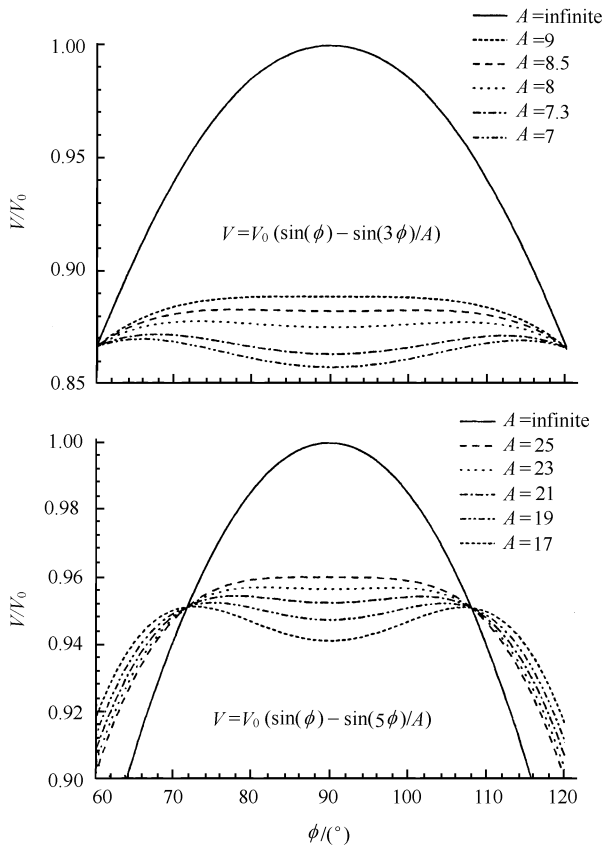 A=infinite
A=9
A=8.5
A=8
A=7.3
A=7
1.00
0.95
0.90
0.85
V/V₀
V=V₀ (sin(ϕ)−sin(3ϕ)/A)
A=infinite
A=25
A=23
A=21
A=19
A=17
1.00
0.98
0.96
0.94
0.92
0.90
V/V₀
V=V₀ (sin(ϕ)−sin(5ϕ)/A)
60 70 80 90 100 110 120
ϕ/(°)